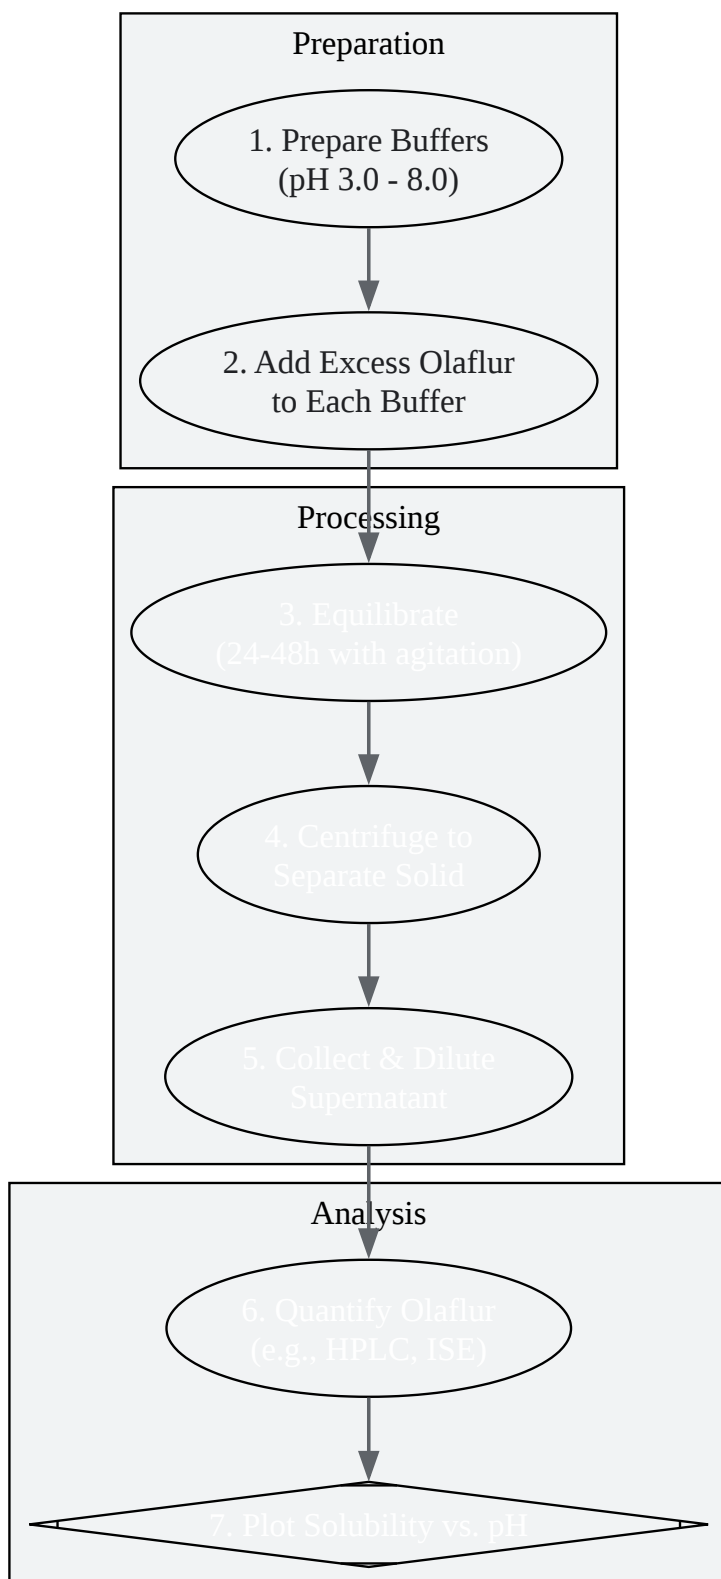 Preparation
1. Prepare Buffers
(pH 3.0 - 8.0)
2. Add Excess Olaflur
to Each Buffer
Processing
3. Equilibrate
(24-48h with agitation)
4. Centrifuge to
Separate Solid
5. Collect & Dilute
Supernatant
Analysis
6. Quantify Olaflur
(e.g., HPLC, ISE)
7. Plot Solubility vs. pH